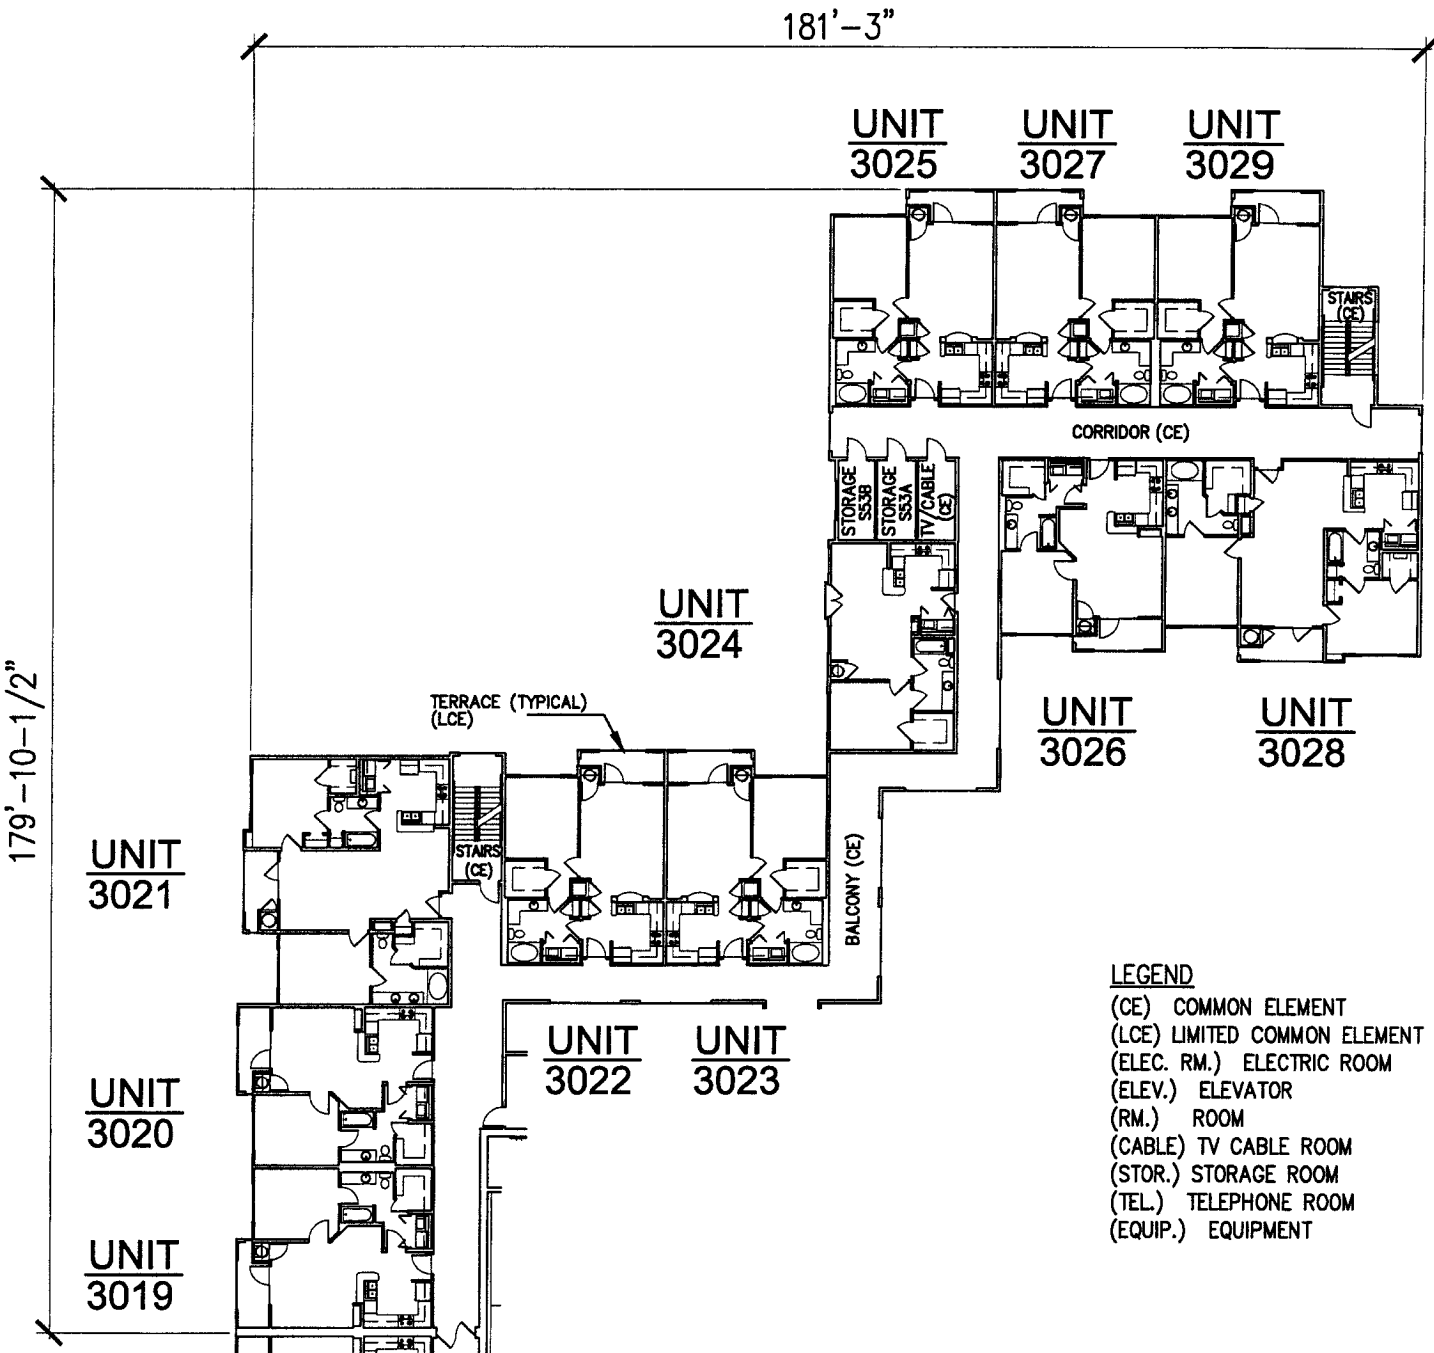 181'-3"
UNIT
3025
UNIT
3027
UNIT
3029
STAIRS
(CE)
CORRIDOR (CE)
STORAGE
S53B
STORAGE
S53A
TV/CABLE
(CE)
UNIT
3024
TERRACE (TYPICAL)
(LCE)
UNIT
3026
UNIT
3028
179'-10-1/2"
UNIT
3021
STAIRS
(CE)
BALCONY (CE)
UNIT
3022
UNIT
3023
UNIT
3020
UNIT
3019
LEGEND
(CE) COMMON ELEMENT
(LCE) LIMITED COMMON ELEMENT
(ELEC. RM.) ELECTRIC ROOM
(ELEV.) ELEVATOR
(RM.) ROOM
(CABLE) TV CABLE ROOM
(STOR.) STORAGE ROOM
(TEL.) TELEPHONE ROOM
(EQUIP.) EQUIPMENT